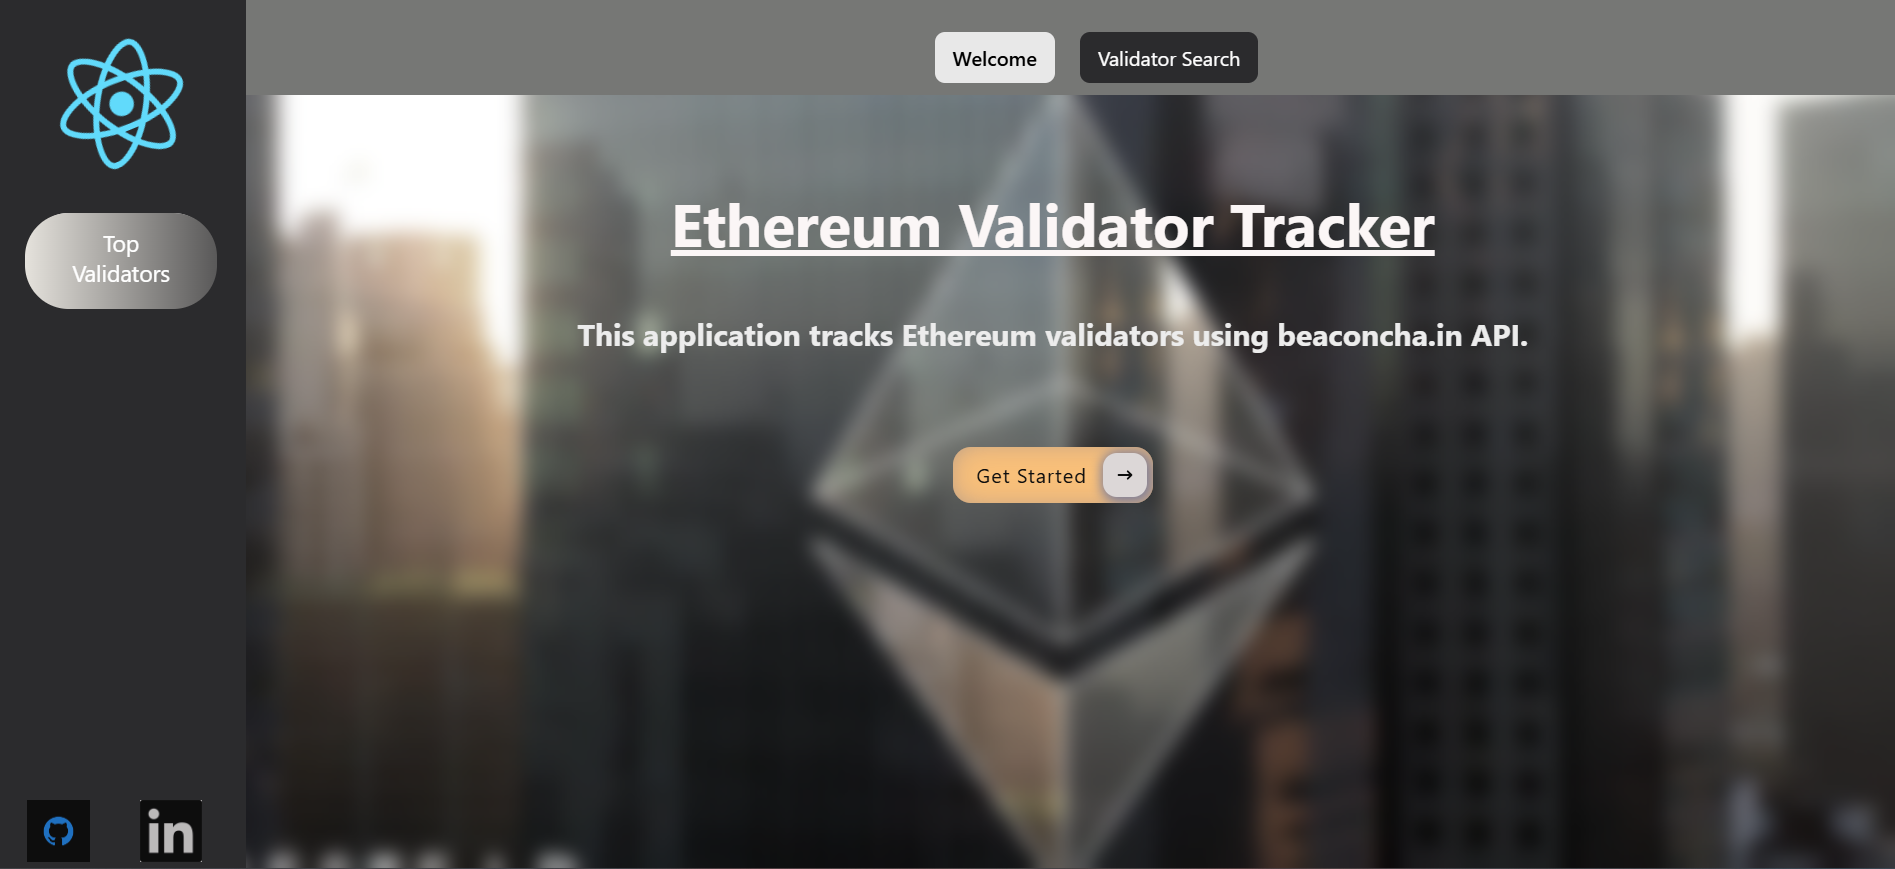 Welcome
Validator Search
Top
Validators
Ethereum Validator Tracker
This application tracks Ethereum validators using beaconcha.in API.
Get Started →
in